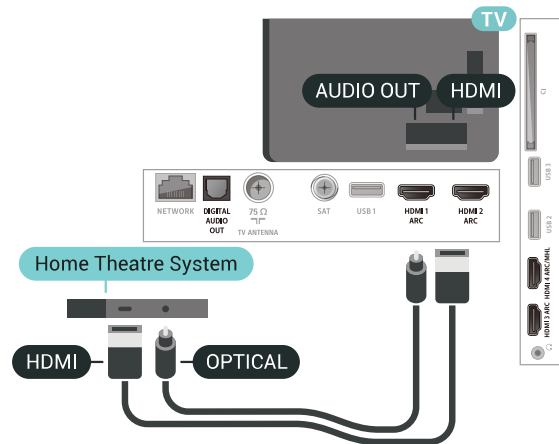 TV
AUDIO OUT
HDMI
CI
USB 3
USB 2
HDMI 4 ARC/MHL
HDMI 3 ARC
NETWORK
DIGITAL
AUDIO
OUT
75 Ω
TV ANTENNA
SAT
USB 1
HDMI 1
ARC
HDMI 2
ARC
Home Theatre System
HDMI
OPTICAL